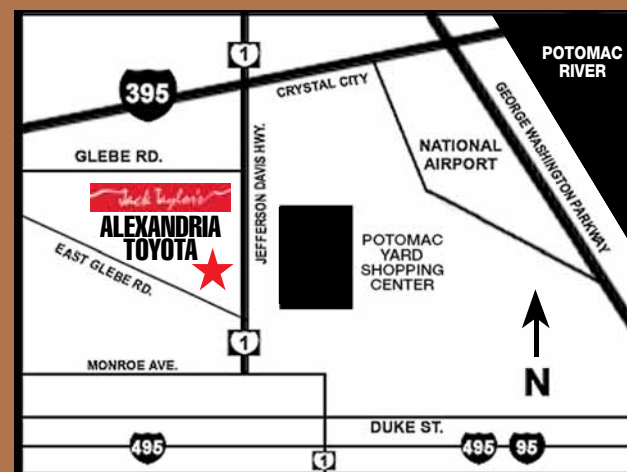 1
POTOMAC
RIVER
395
CRYSTAL CITY
GEORGE WASHINGTON PARKWAY
GLEBE RD.
JEFFERSON DAVIS HWY.
NATIONAL
AIRPORT
Jack Taylor's
ALEXANDRIA
TOYOTA
EAST GLEBE RD.
POTOMAC
YARD
SHOPPING
CENTER
1
MONROE AVE.
N
DUKE ST.
495
1
495
95